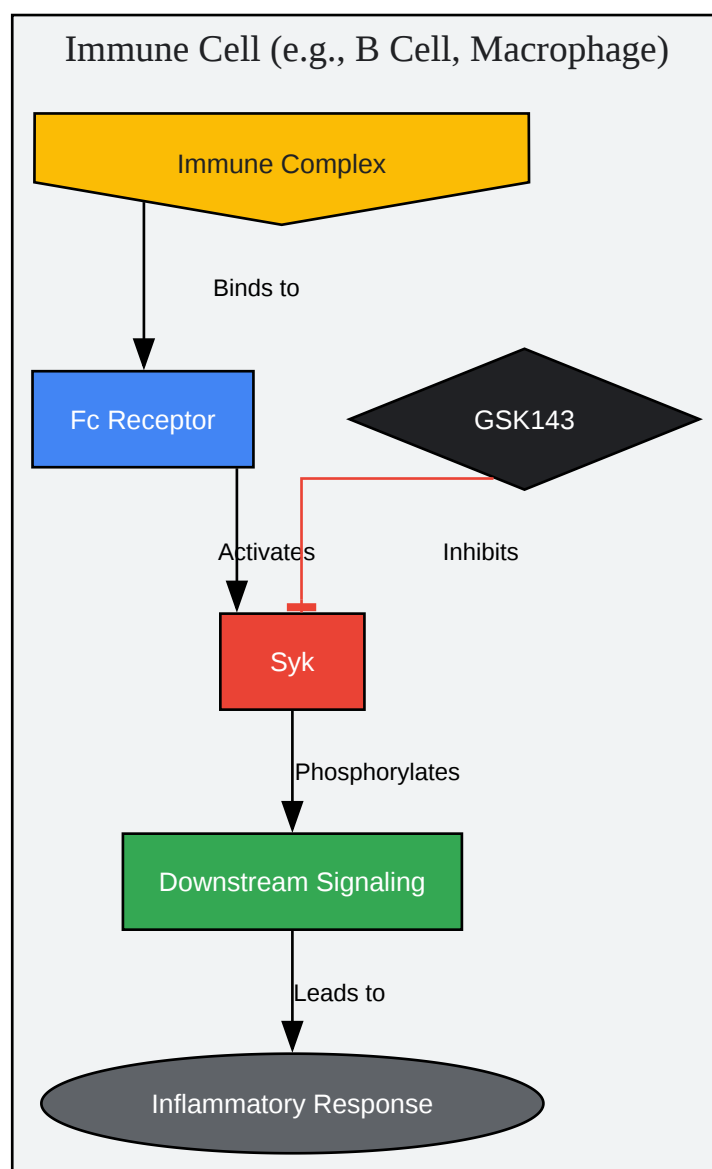 Immune Cell (e.g., B Cell, Macrophage)
Immune Complex
Binds to
Fc Receptor
GSK143
Activates
Inhibits
Syk
Phosphorylates
Downstream Signaling
Leads to
Inflammatory Response